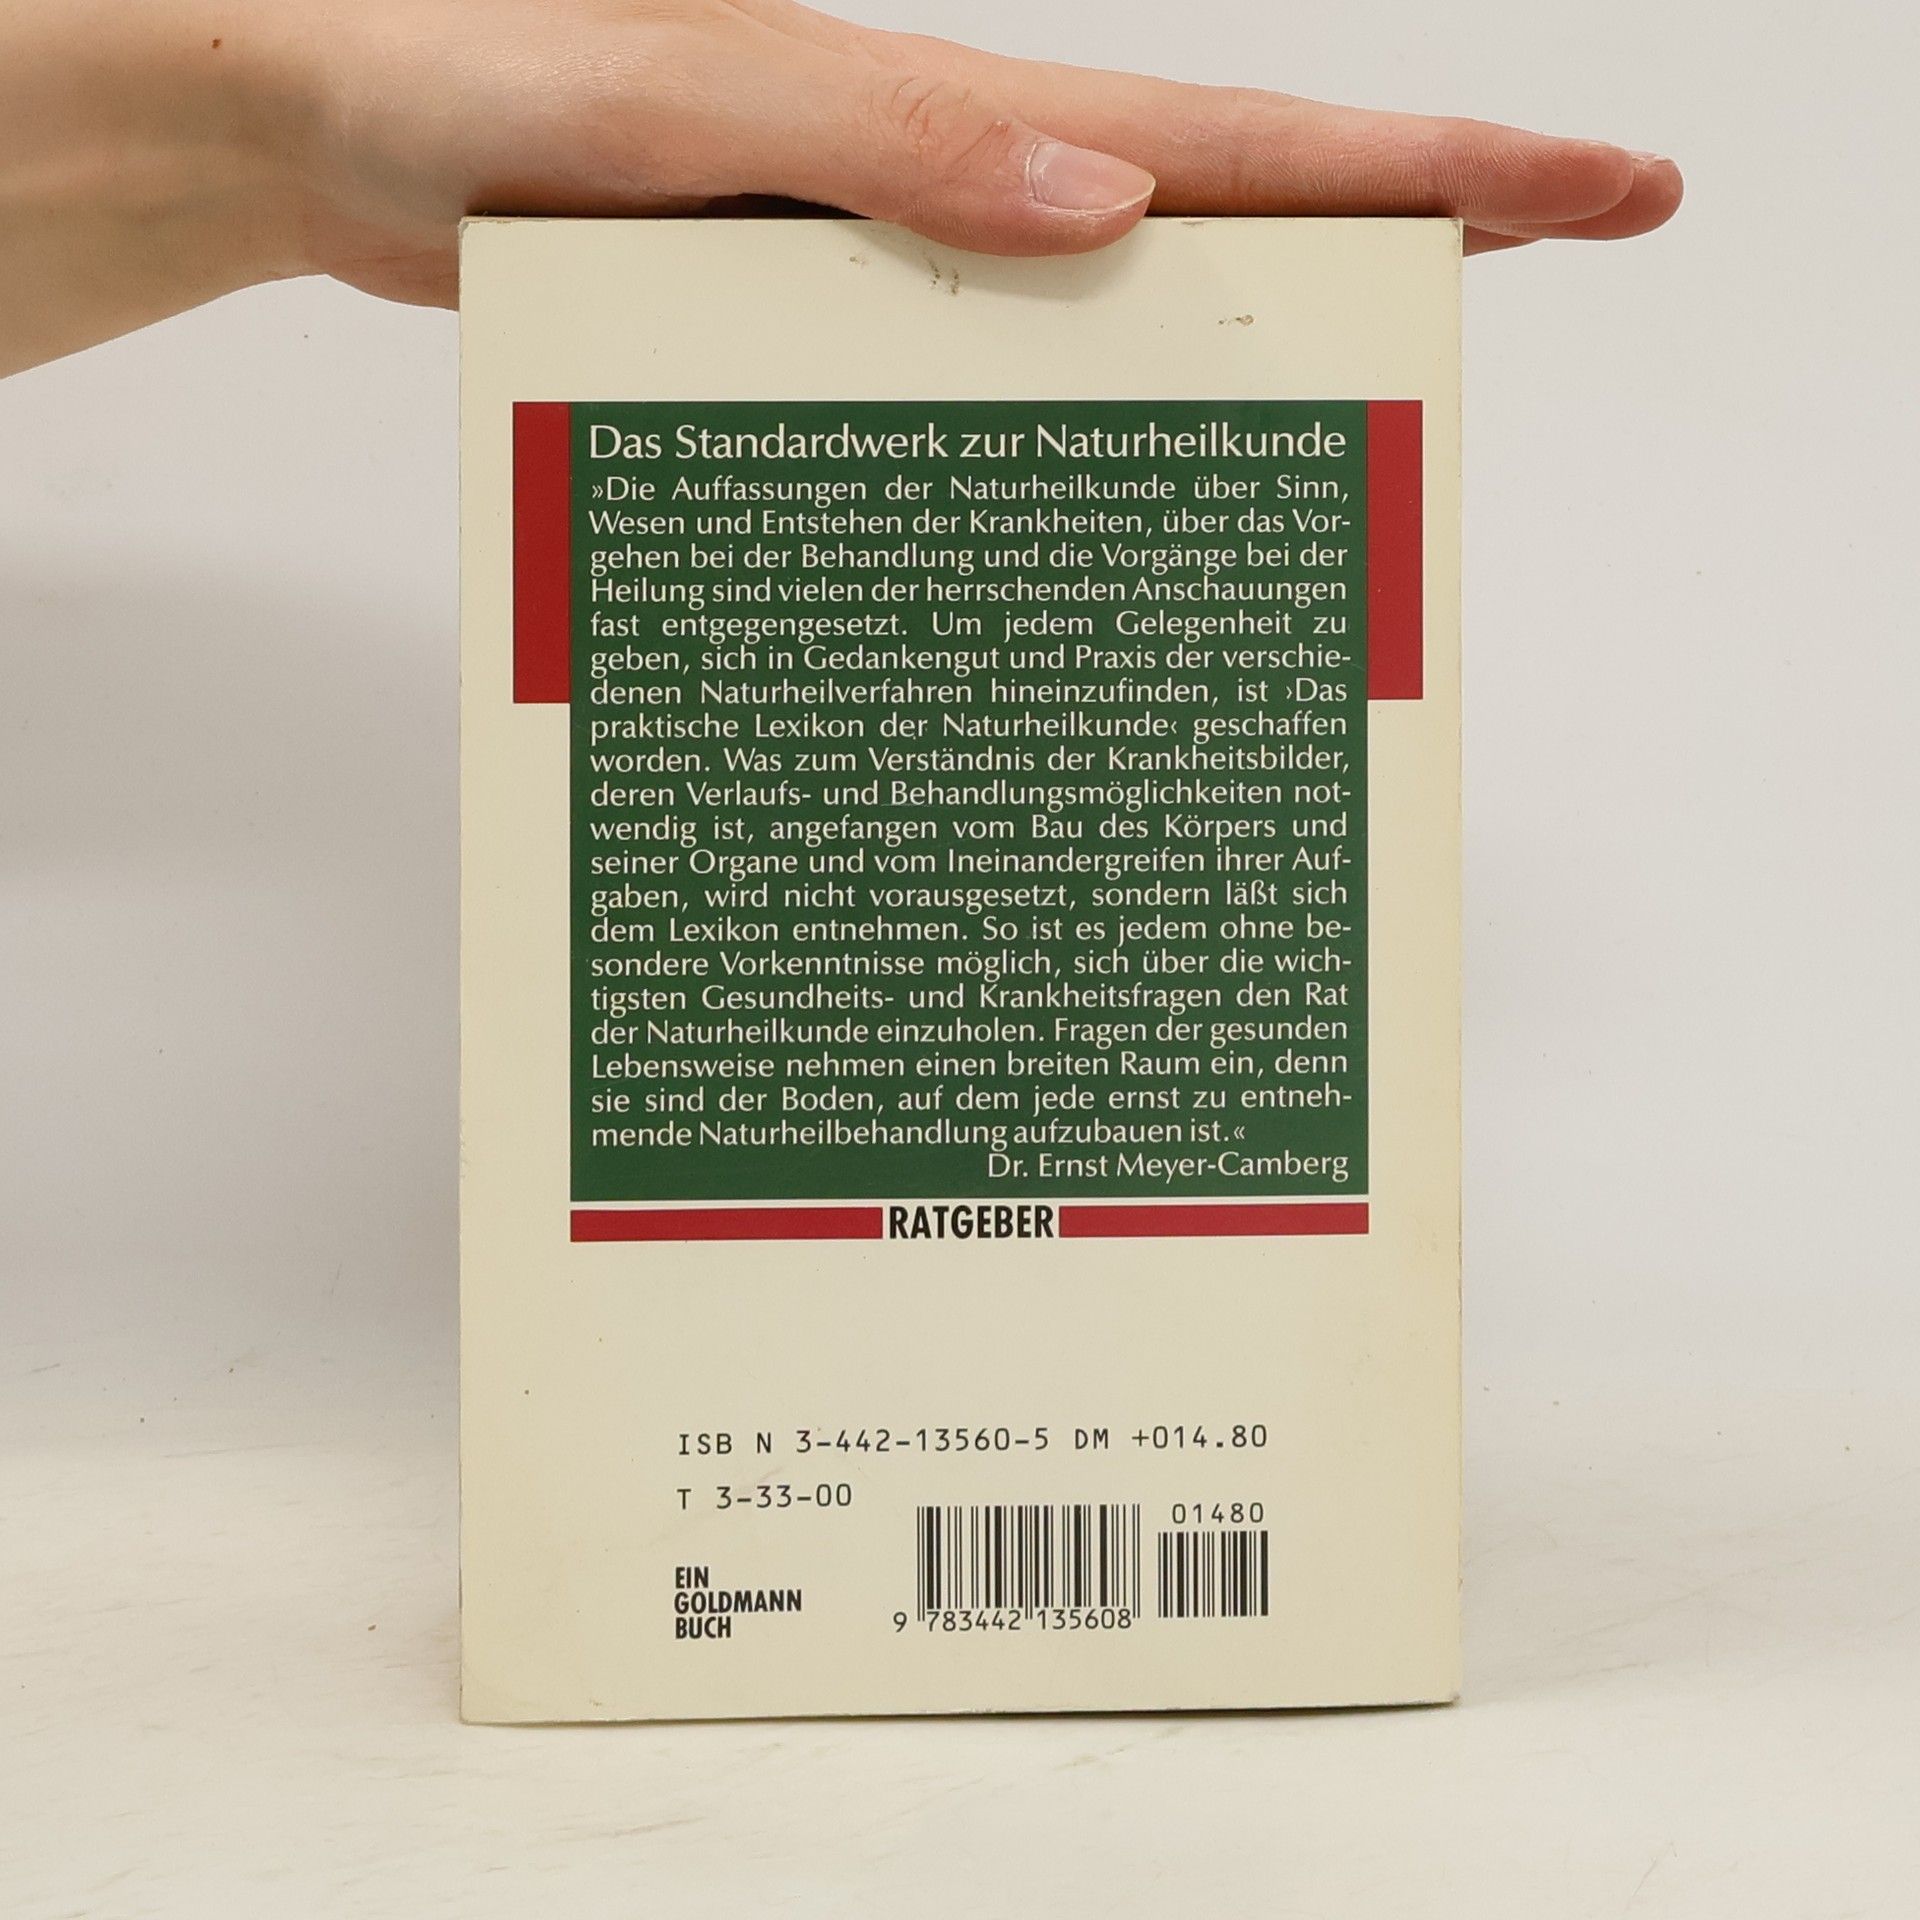 Das Standardwerk zur Naturheilkunde
»Die Auffassungen der Naturheilkunde über Sinn,
Wesen und Entstehen der Krankheiten, über das Vor-
gehen bei der Behandlung und die Vorgänge bei der
Heilung sind vielen der herrschenden Anschauungen
fast entgegengesetzt. Um jedem Gelegenheit zu
geben, sich in Gedankengut und Praxis der verschie-
denen Naturheilverfahren hineinzufinden, ist ›Das
praktische Lexikon der Naturheilkunde‹ geschaffen
worden. Was zum Verständnis der Krankheitsbilder,
deren Verlaufs- und Behandlungsmöglichkeiten not-
wendig ist, angefangen vom Bau des Körpers und
seiner Organe und vom Ineinandergreifen ihrer Auf-
gaben, wird nicht vorausgesetzt, sondern läßt sich
dem Lexikon entnehmen. So ist es jedem ohne be-
sondere Vorkenntnisse möglich, sich über die wich-
tigsten Gesundheits- und Krankheitsfragen den Rat
der Naturheilkunde einzuholen. Fragen der gesunden
Lebensweise nehmen einen breiten Raum ein, denn
sie sind der Boden, auf dem jede ernst zu entneh-
mende Naturheilbehandlung aufzubauen ist.«
Dr. Ernst Meyer-Camberg
RATGEBER
ISB N 3-442-13560-5 DM +014.80
T 3-33-00
01480
EIN
GOLDMANN
BUCH
9 783442 135608